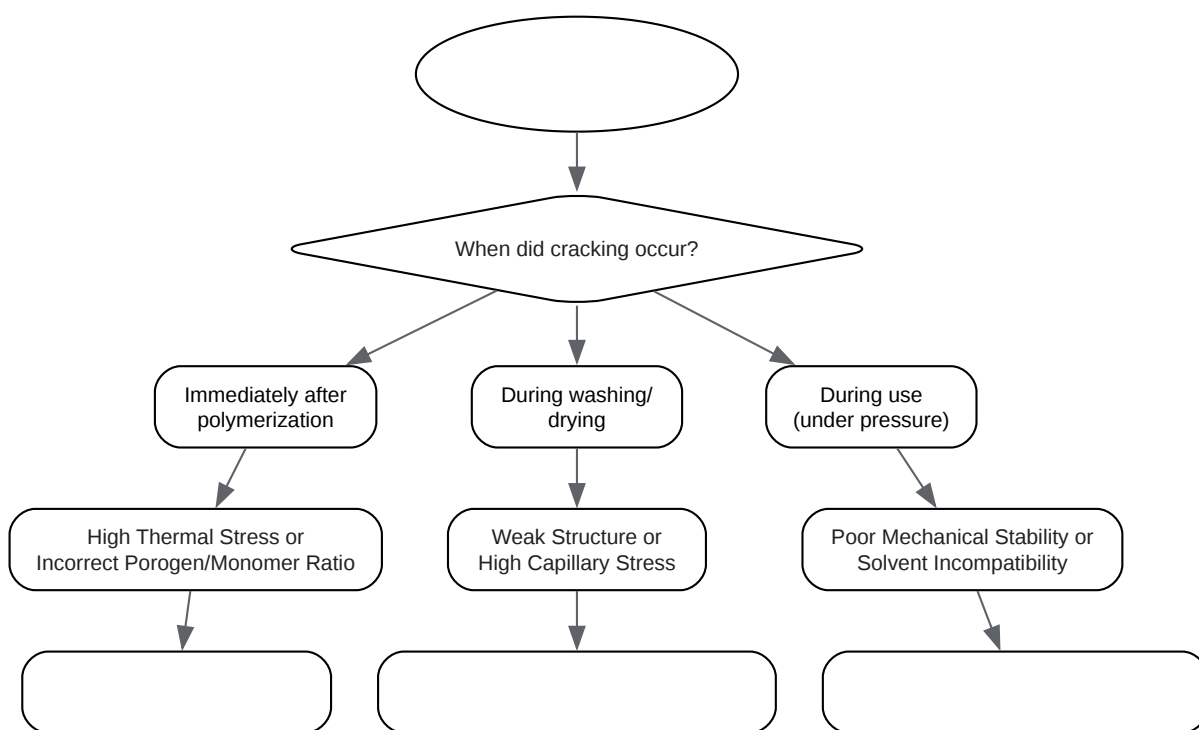 When did cracking occur?
Immediately after
polymerization
During washing/
drying
During use
(under pressure)
High Thermal Stress or
Incorrect Porogen/Monomer Ratio
Weak Structure or
High Capillary Stress
Poor Mechanical Stability or
Solvent Incompatibility